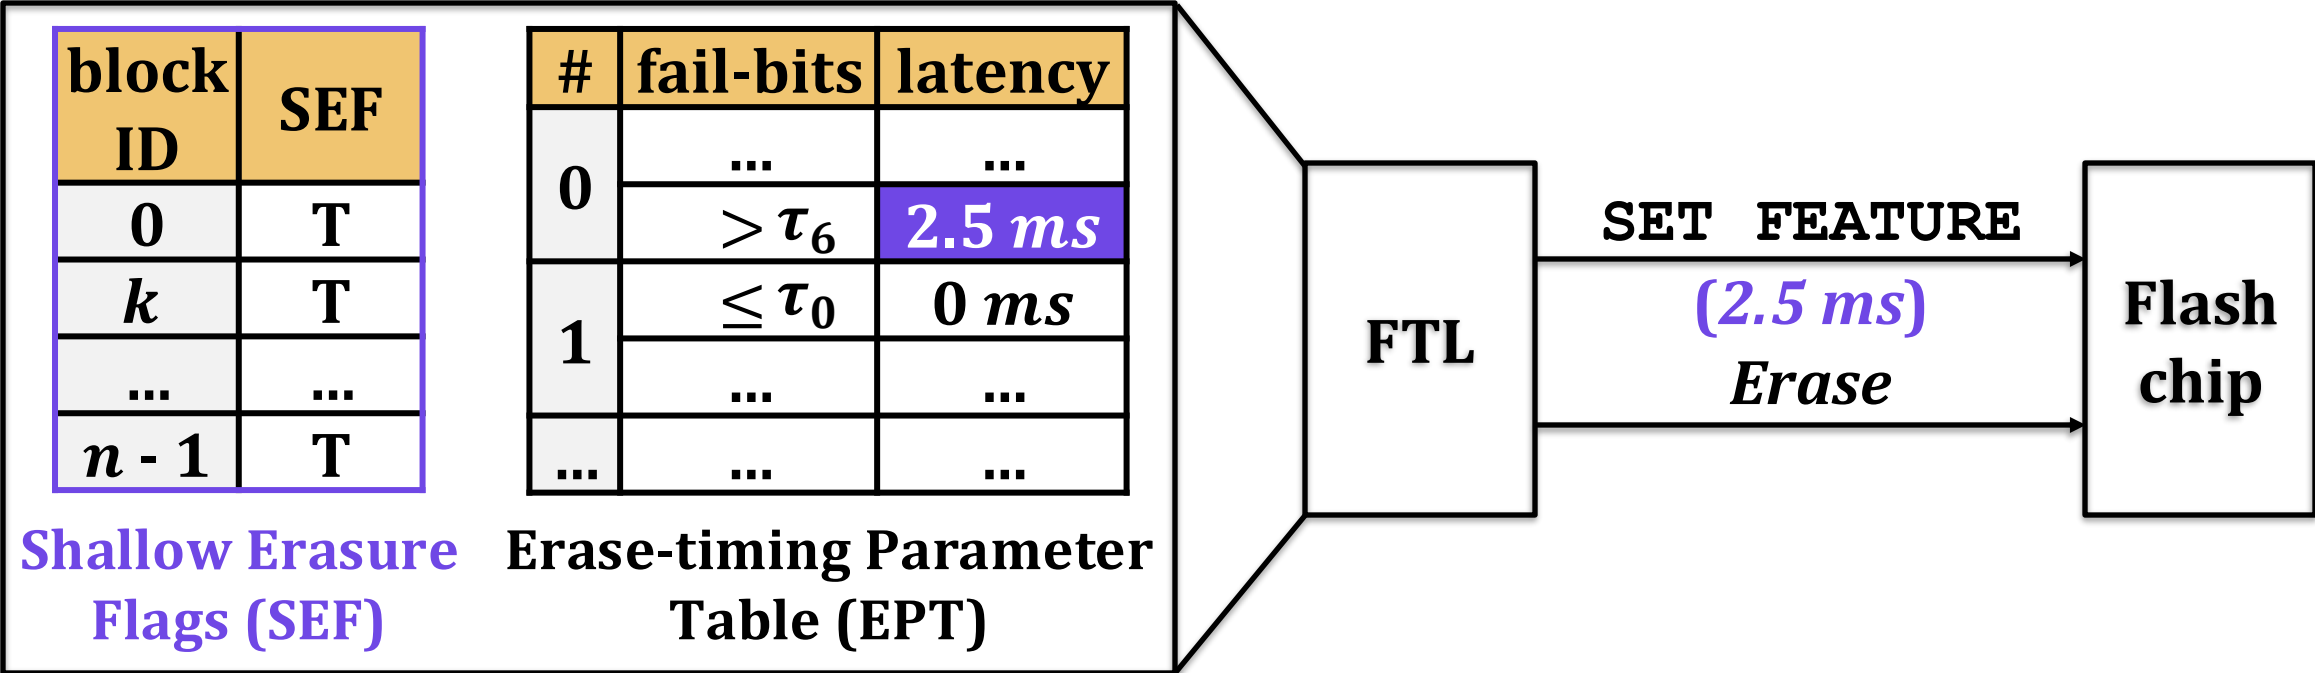 block ID SEF
0 T
k T
... ...
n - 1 T
Shallow Erasure
Flags (SEF)
# fail-bits latency
0 ... ...
> τ6 2.5 ms
1 ≤ τ0 0 ms
... ...
... ... ...
Erase-timing Parameter
Table (EPT)
FTL
SET FEATURE
(2.5 ms)
Erase
Flash
chip